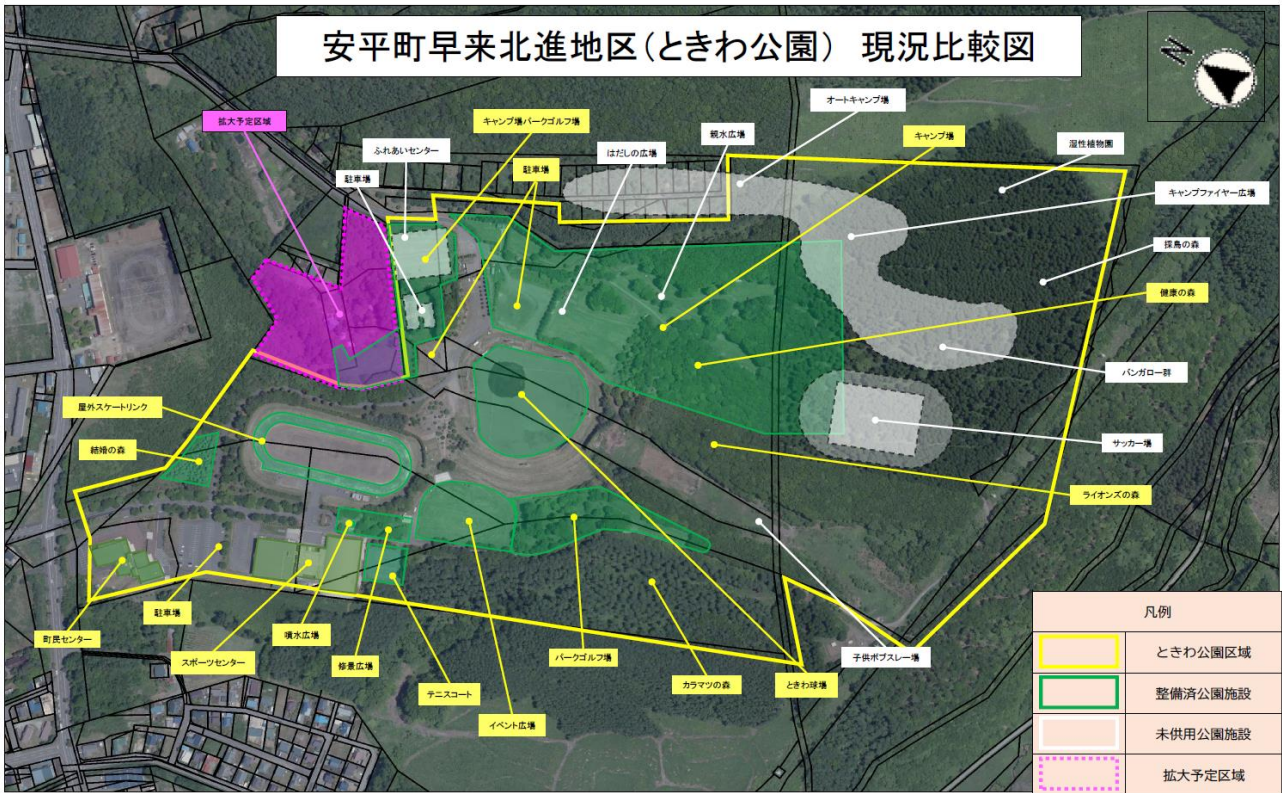 安平町早来北進地区(ときわ公園) 現況比較図
N
オートキャンプ場
拡大予定区域
キャンプ場パークゴルフ場
親水広場
キャンプ場
湿性植物園
ふれあいセンター
はだしの広場
駐車場
駐車場
キャンプファイヤー広場
探鳥の森
健康の森
バンガロー群
屋外スケートリンク
結婚の森
サッカー場
ライオンズの森
駐車場
町民センター
噴水広場
スポーツセンター
修景広場
テニスコート
イベント広場
パークゴルフ場
カラマツの森
ときわ球場
子供ボブスレー場
凡例
ときわ公園区域
整備済公園施設
未供用公園施設
拡大予定区域